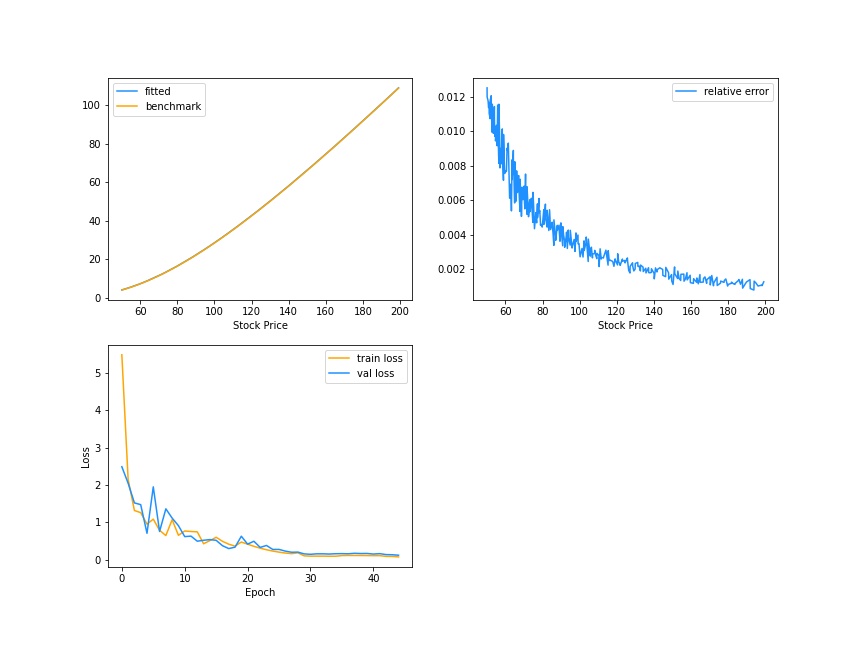 fitted
benchmark
100
80
60
40
20
0
60 80 100 120 140 160 180 200
Stock Price
relative error
0.012
0.010
0.008
0.006
0.004
0.002
60 80 100 120 140 160 180 200
Stock Price
train loss
val loss
5
4
3
2
1
0
Loss
0 10 20 30 40
Epoch